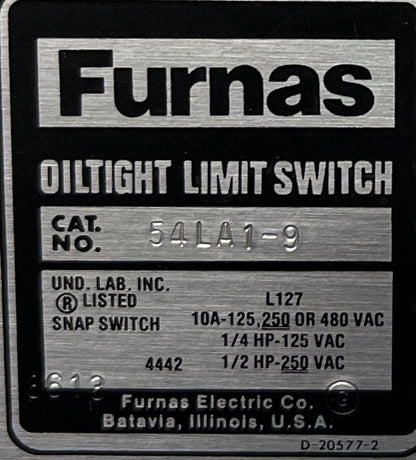 Furnas
OILTIGHT LIMIT SWITCH
CAT. NO. 54LA1-9
UND. LAB. INC.
® LISTED L127
SNAP SWITCH 10A-125, 250 OR 480 VAC
1/4 HP-125 VAC
4442 1/2 HP-250 VAC
Furnas Electric Co.
Batavia, Illinois, U.S.A.
D-20577-2